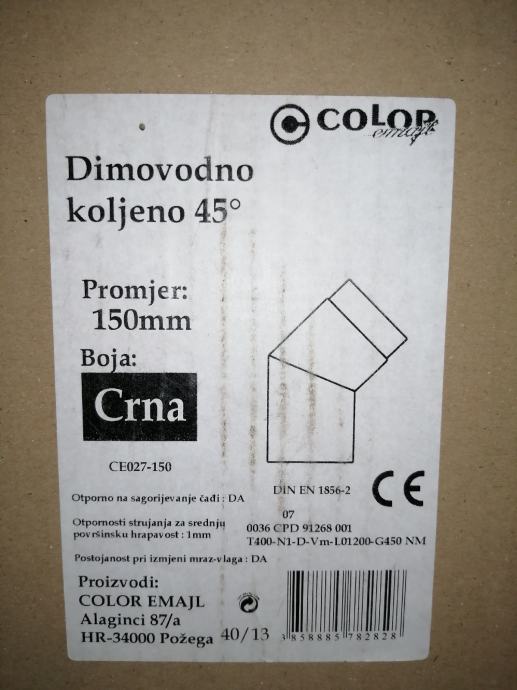 COLOR
emajl
Dimovodno
koljeno 45°
Promjer:
150mm
Boja:
Crna
CE027-150
Otporno na sagorijevanje čađi : DA
Otpornosti strujanja za srednju
površinsku hrapavost : 1mm
Postojanost pri izmjeni mraz-vlaga : DA
DIN EN 1856-2
CE
07
0036 CPD 91268 001
T400-N1-D-Vm-L01200-G450 NM
Proizvodi:
COLOR EMAJL
Alaginci 87/a
HR-34000 Požega
40/13
3 858885 782828